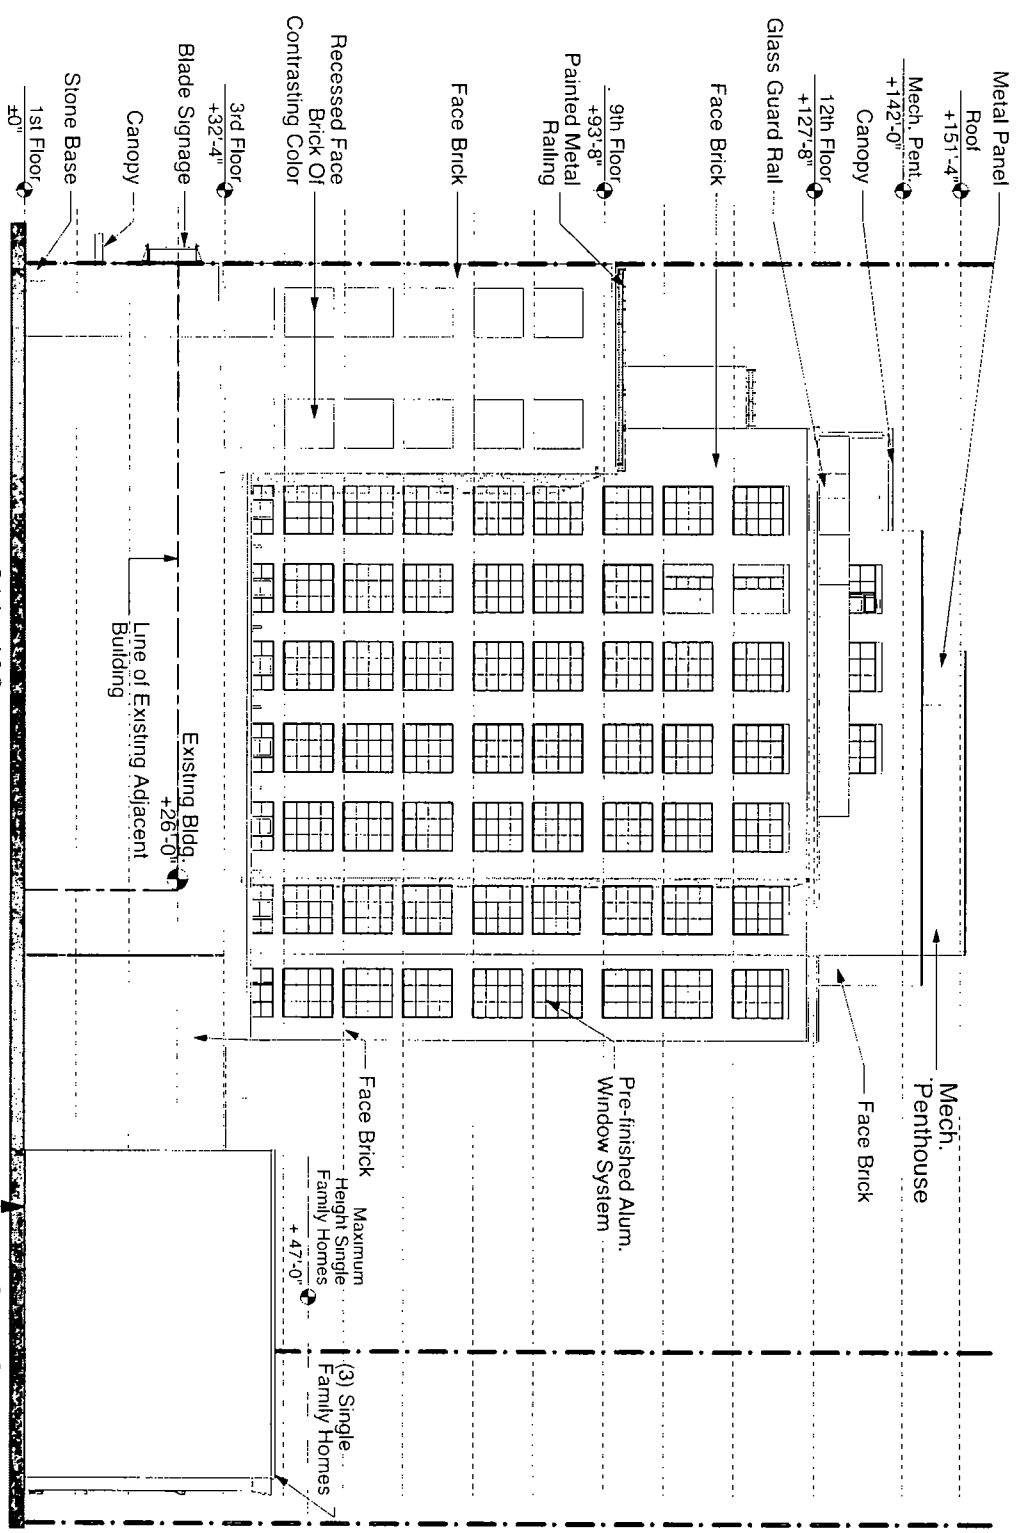 Metal Panel
Roof
+151'-4"
Mech. Pent.
+142'-0"
Canopy
12th Floor
+127'-8"
Glass Guard Rail
Face Brick
9th Floor
+93'-8"
Painted Metal
Railing
Face Brick
Recessed Face
Brick Of
Contrasting Color
3rd Floor
+32'-4"
Blade Signage
Canopy
Stone Base
1st Floor
±0"
Mech.
Penthouse
Face Brick
Pre-finished Alum.
Window System
Face Brick
Maximum
Height Single
Family Homes
+47'-0"
(3) Single
Family Homes
Existing Bldg.
+26'-0"
Line of Existing Adjacent
Building